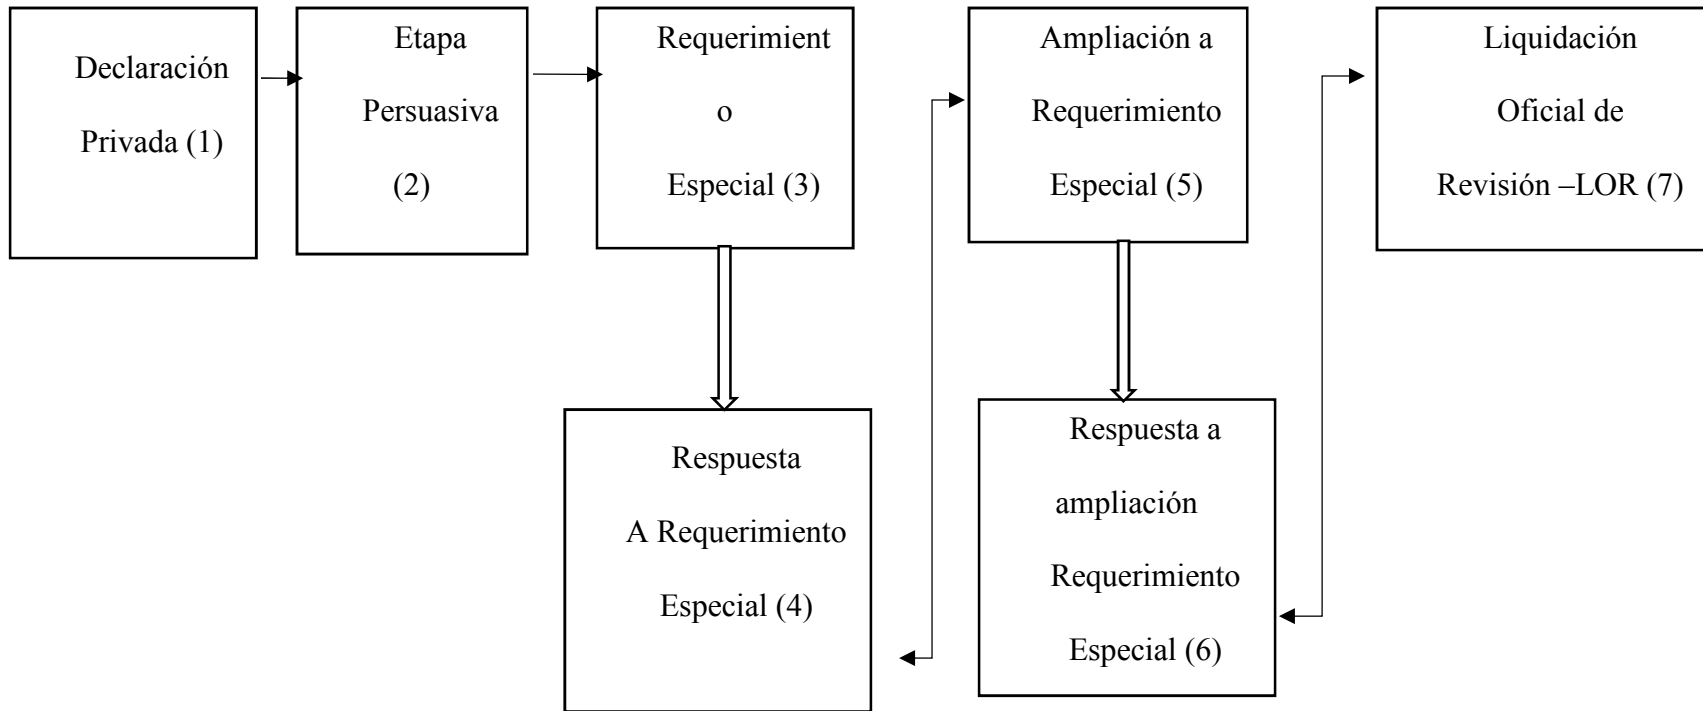 Declaración
Privada (1)
Etapa
Persuasiva
(2)
Requerimient
o
Especial (3)
Ampliación a
Requerimiento
Especial (5)
Liquidación
Oficial de
Revisión –LOR (7)
Respuesta
A Requerimiento
Especial (4)
Respuesta a
ampliación
Requerimiento
Especial (6)